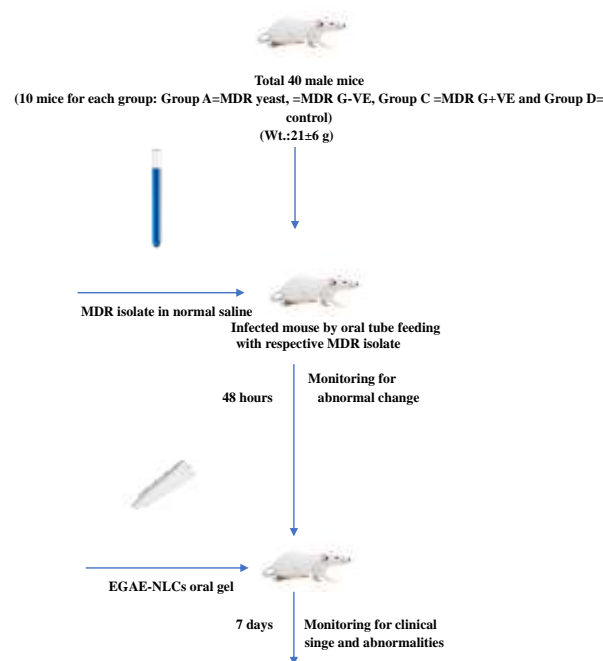 Total 40 male mice
(10 mice for each group: Group A=MDR yeast, =MDR G-VE, Group C =MDR G+VE and Group D=
control)
(Wt.:21±6 g)
MDR isolate in normal saline
Infected mouse by oral tube feeding
with respective MDR isolate
48 hours
Monitoring for
abnormal change
EGAE-NLCs oral gel
7 days
Monitoring for clinical
singe and abnormalities